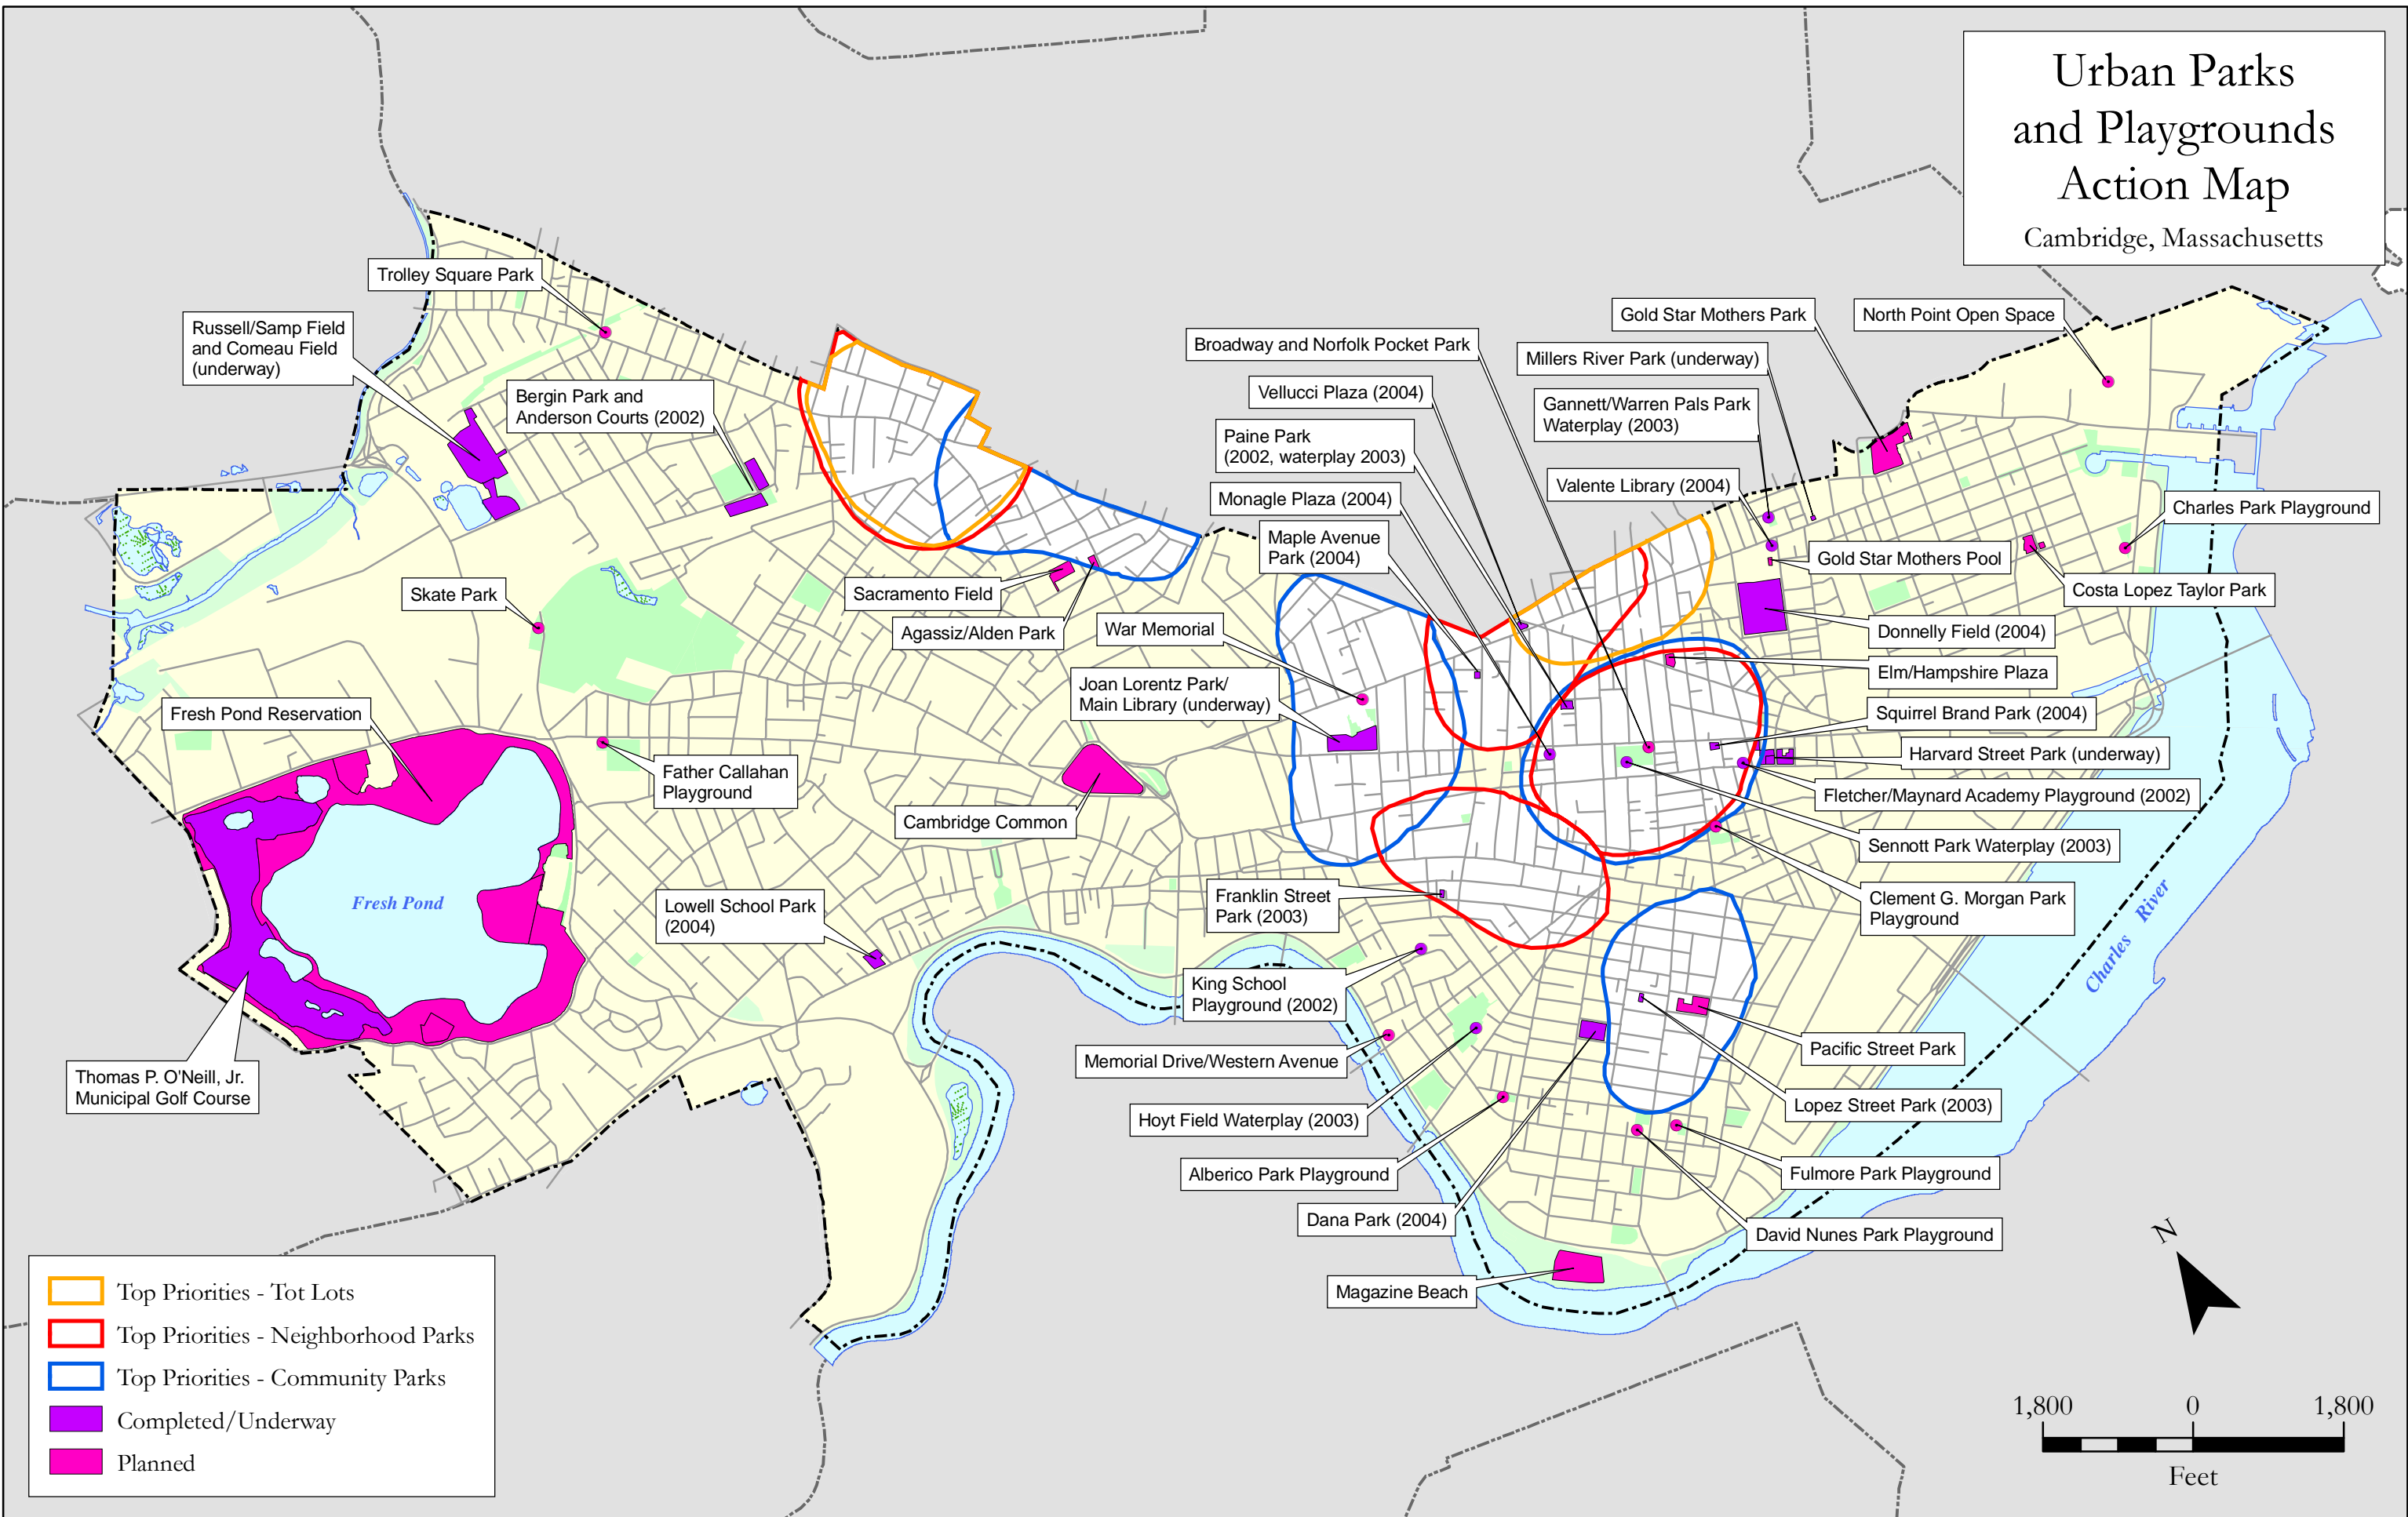 Urban Parks
and Playgrounds
Action Map
Cambridge, Massachusetts
Trolley Square Park
Russell/Samp Field
and Comeau Field
(underway)
Bergin Park and
Anderson Courts (2002)
Skate Park
Fresh Pond Reservation
Father Callahan
Playground
Fresh Pond
Lowell School Park
(2004)
Thomas P. O'Neill, Jr.
Municipal Golf Course
Sacramento Field
Agassiz/Alden Park
Cambridge Common
War Memorial
Joan Lorentz Park/
Main Library (underway)
Broadway and Norfolk Pocket Park
Vellucci Plaza (2004)
Paine Park
(2002, waterplay 2003)
Monagle Plaza (2004)
Maple Avenue
Park (2004)
Gold Star Mothers Park
Millers River Park (underway)
Gannett/Warren Pals Park
Waterplay (2003)
Valente Library (2004)
North Point Open Space
Charles Park Playground
Gold Star Mothers Pool
Costa Lopez Taylor Park
Donnelly Field (2004)
Elm/Hampshire Plaza
Squirrel Brand Park (2004)
Harvard Street Park (underway)
Fletcher/Maynard Academy Playground (2002)
Sennott Park Waterplay (2003)
Clement G. Morgan Park
Playground
Charles River
Franklin Street
Park (2003)
King School
Playground (2002)
Memorial Drive/Western Avenue
Hoyt Field Waterplay (2003)
Alberico Park Playground
Dana Park (2004)
Magazine Beach
Pacific Street Park
Lopez Street Park (2003)
Fulmore Park Playground
David Nunes Park Playground
Top Priorities - Tot Lots
Top Priorities - Neighborhood Parks
Top Priorities - Community Parks
Completed/Underway
Planned
N
1,800 0 1,800
Feet